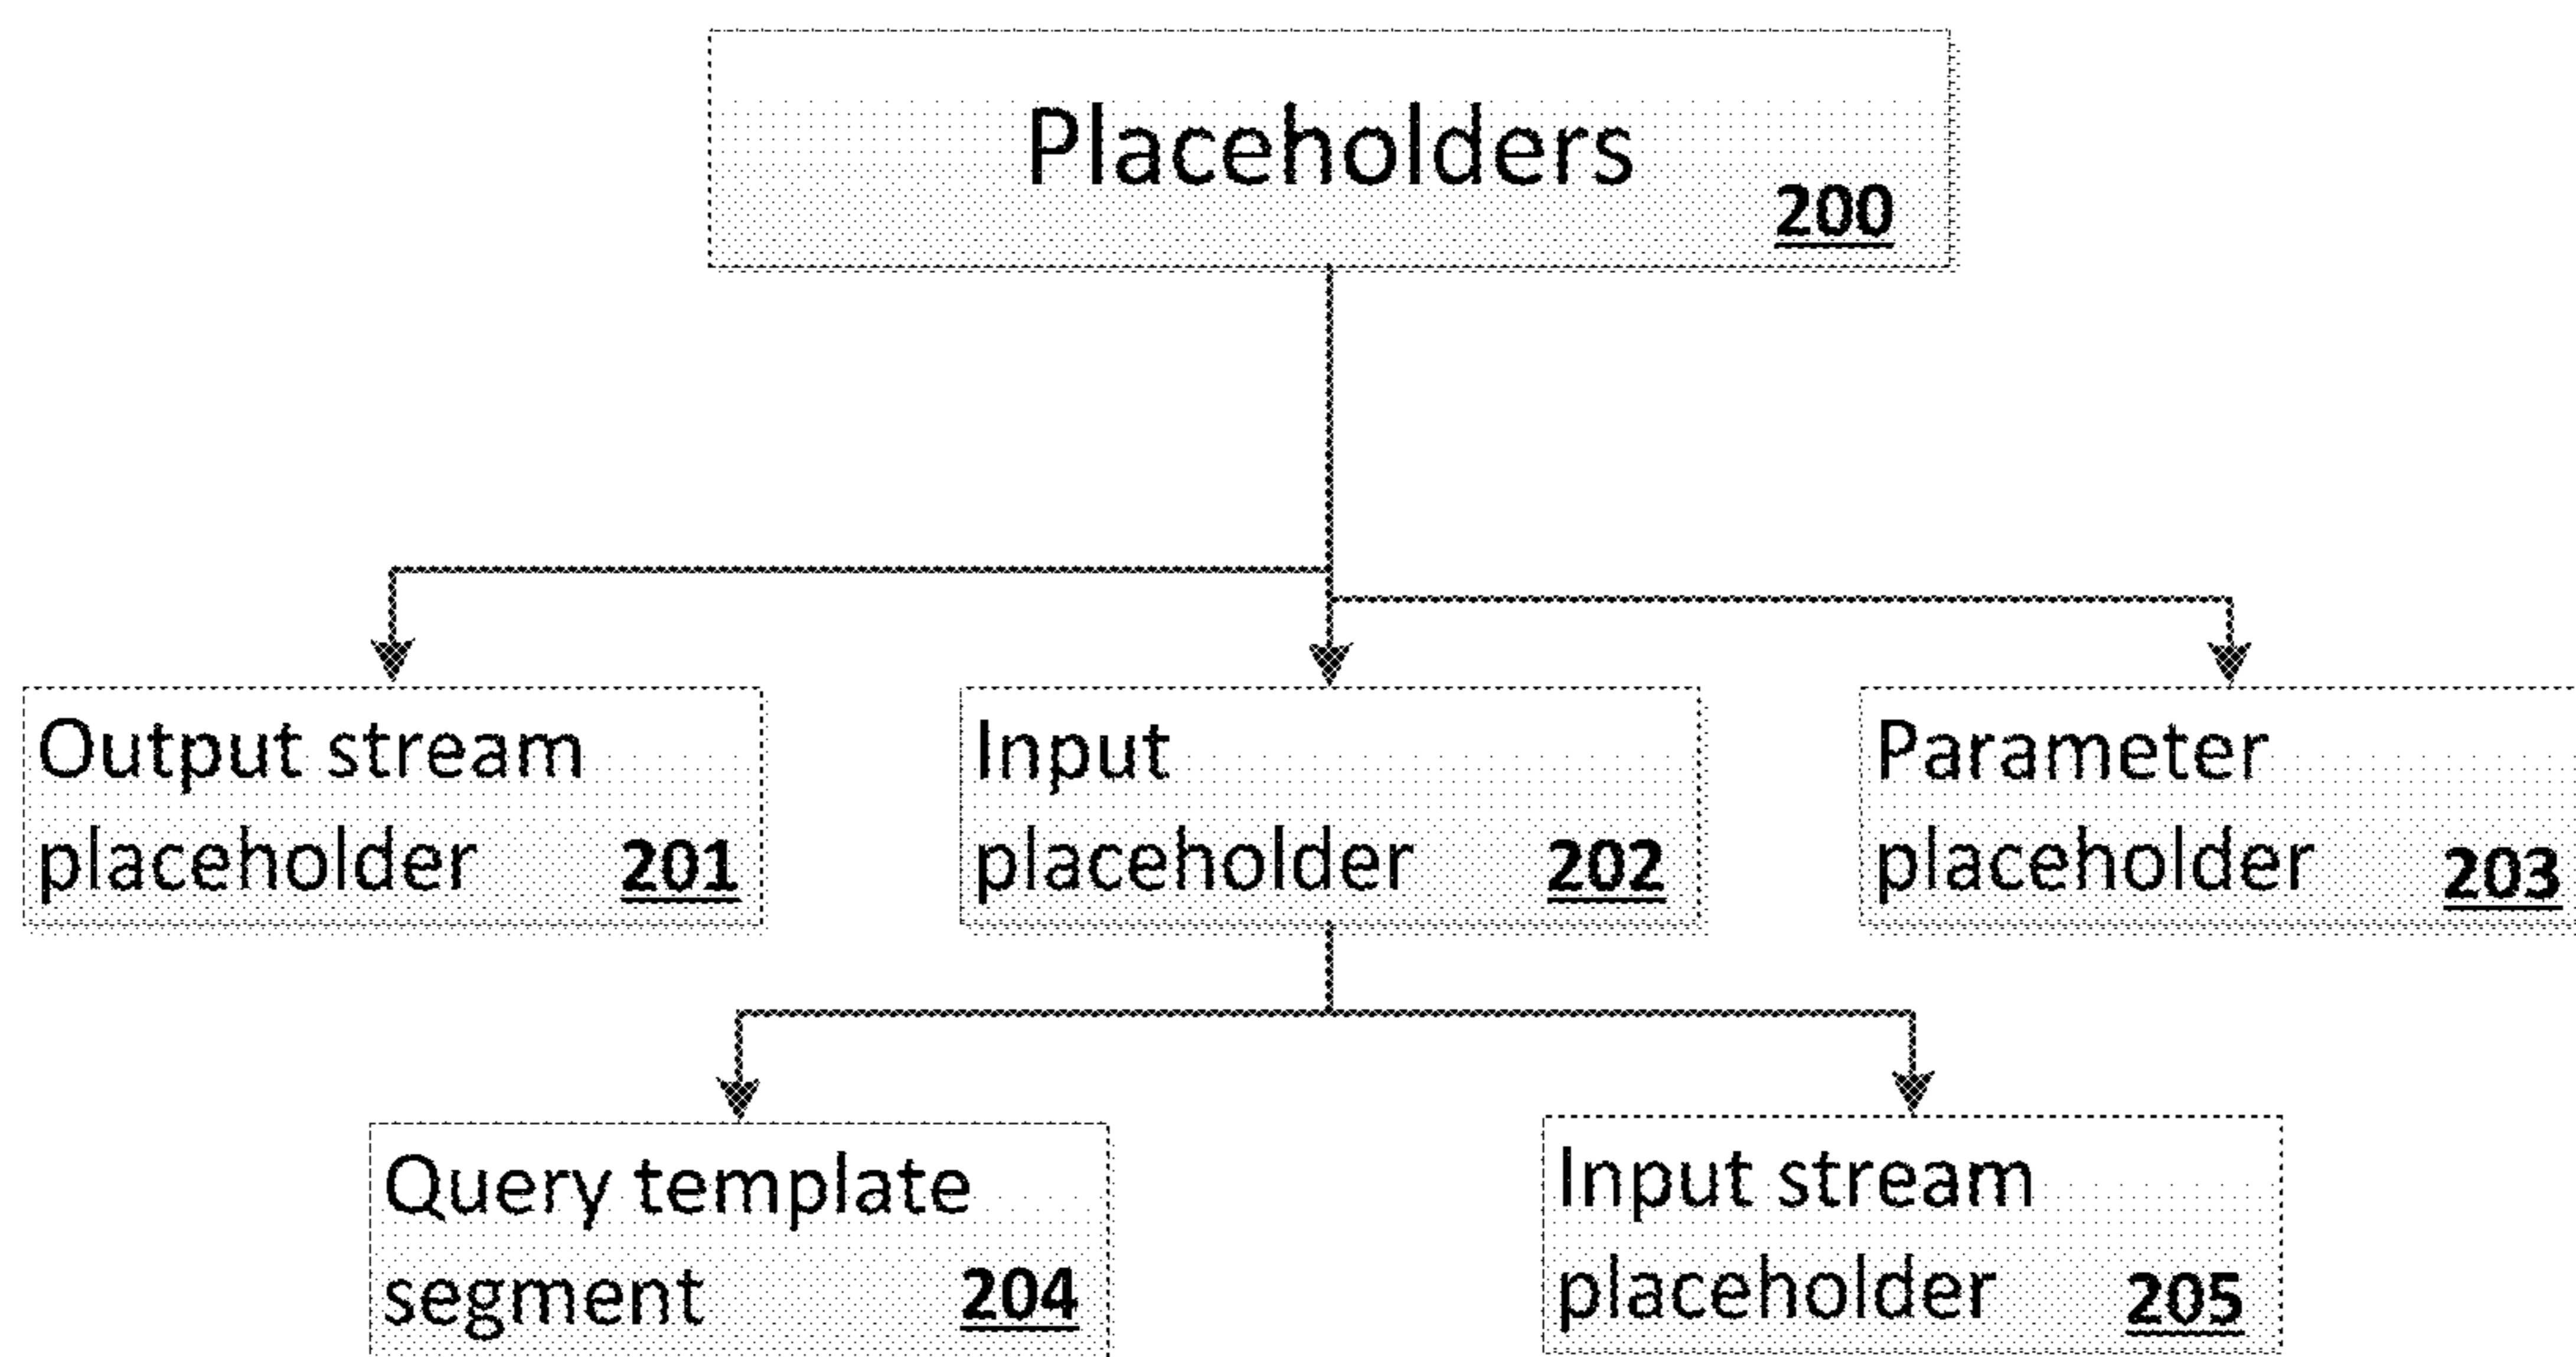 Placeholders
200
Output stream
placeholder 201
Input
placeholder 202
Parameter
placeholder 203
Query template
segment 204
Input stream
placeholder 205